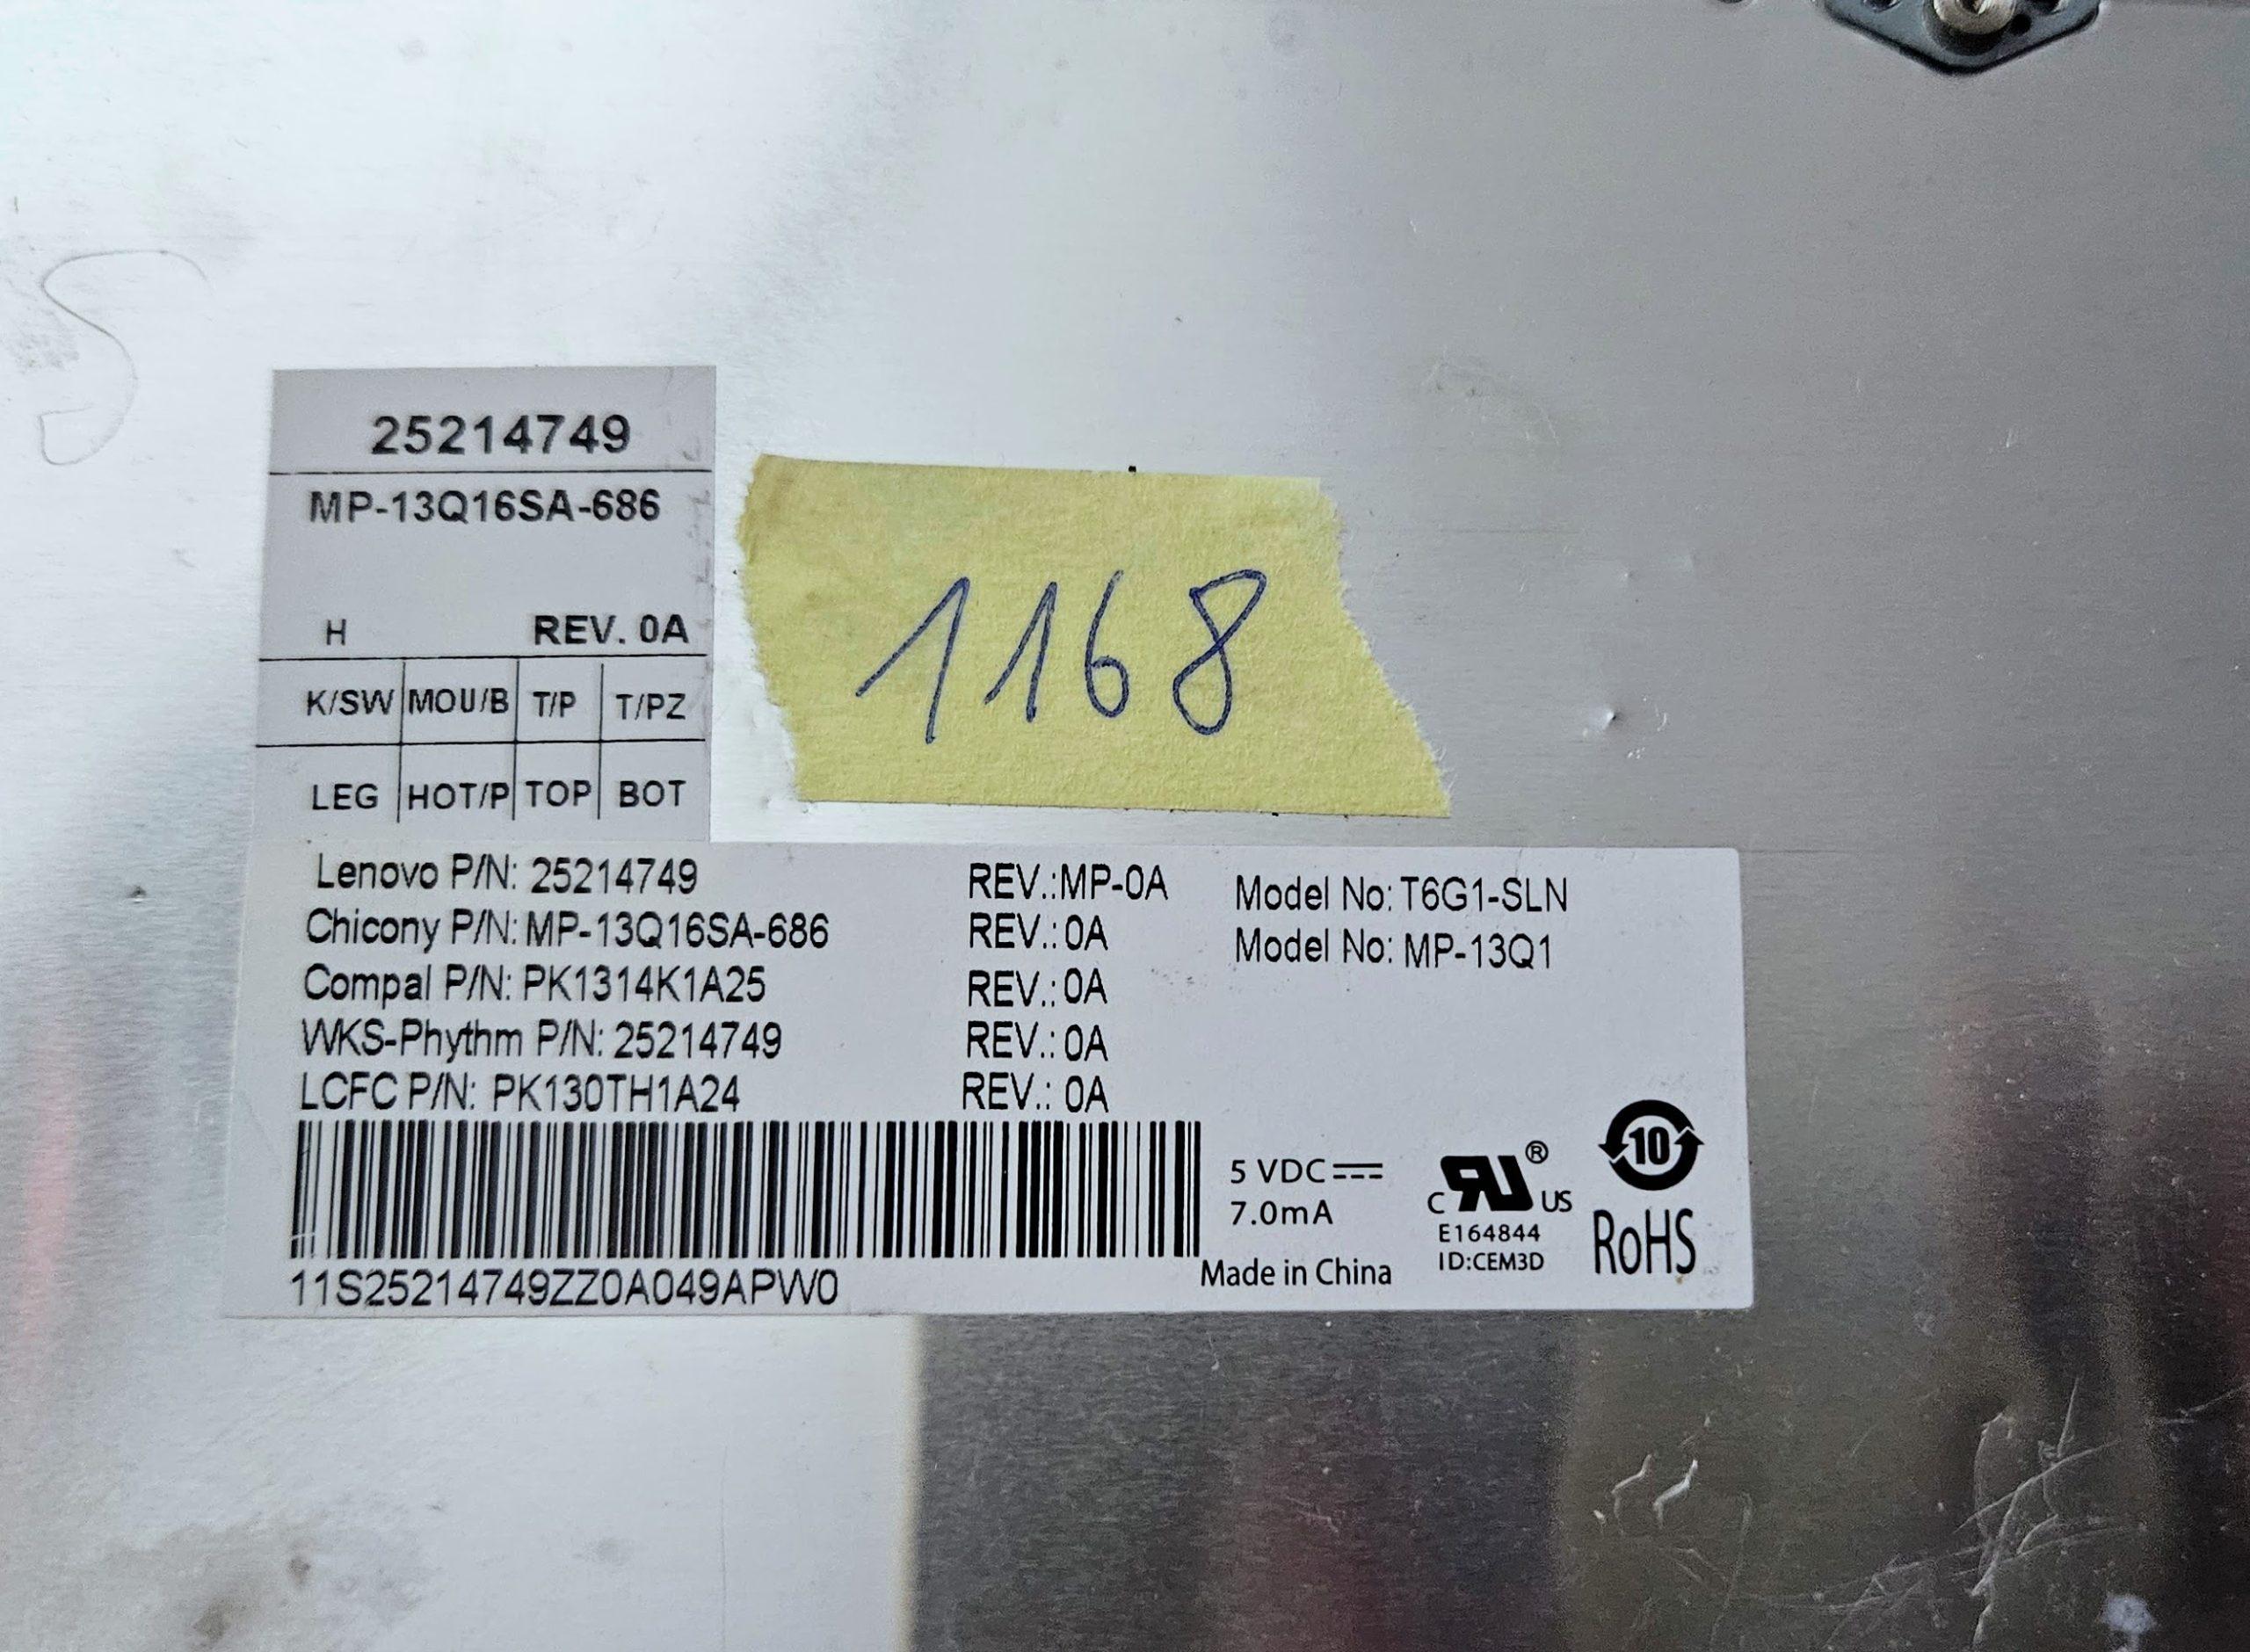 25214749
MP-13Q16SA-686
H REV. 0A
K/SW MOU/B T/P T/PZ
LEG HOT/P TOP BOT
1168
Lenovo P/N: 25214749 REV.:MP-0A Model No: T6G1-SLN
Chicony P/N: MP-13Q16SA-686 REV.: 0A Model No: MP-13Q1
Compal P/N: PK1314K1A25 REV.: 0A
WKS-Phythm P/N: 25214749 REV.: 0A
LCFC P/N: PK130TH1A24 REV.: 0A
11S25214749ZZ0A049APW0
5 VDC
7.0mA
Made in China
C RU ® US
E164844
ID:CEM3D
10
RoHS